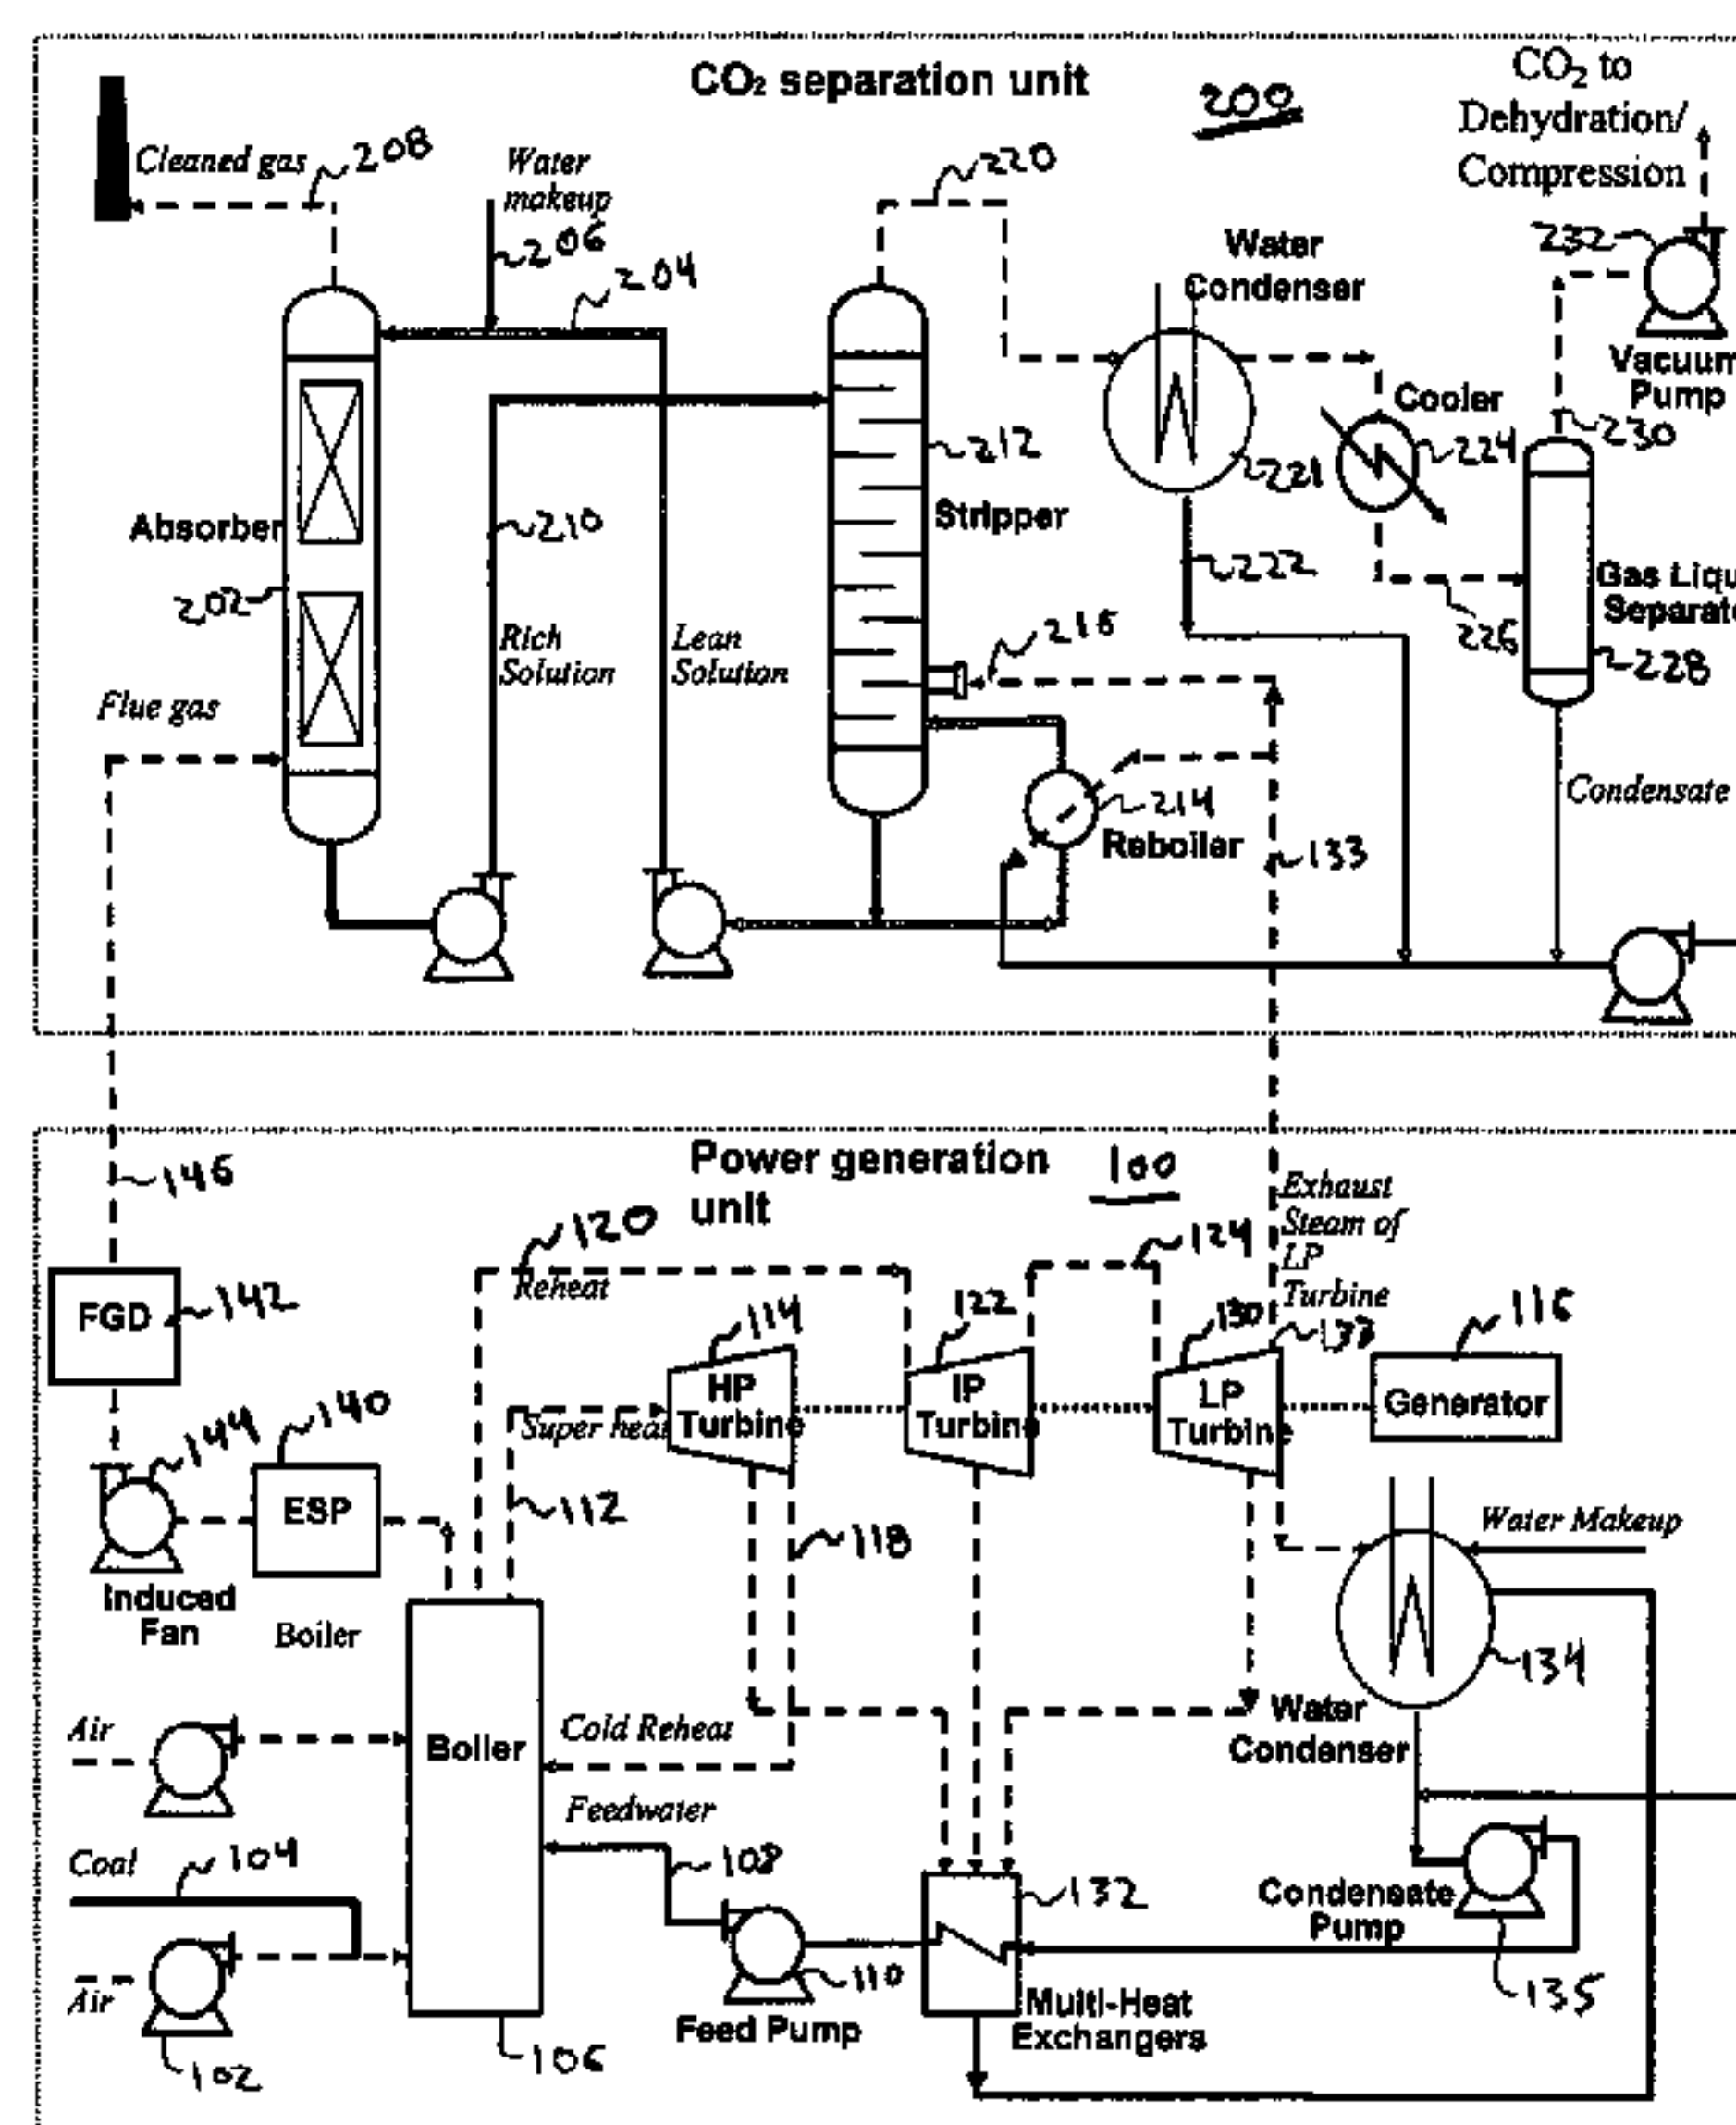 CO₂ separation unit
200
CO₂ to
Dehydration/
Compression
Cleaned gas
208
Water
makeup
206
204
220
Water
Condenser
232
Vacuum
Pump
Cooler
224
230
212
221
Absorber
210
Stripper
202
222
226
228
Rich
Solution
Lean
Solution
216
Flue gas
214
Reboiler
133
Condensate
Power generation
unit
100
146
Exhaust
Steam of
LP
Turbine
133
120
Reheat
124
FGD
142
114
122
130
116
HP
Turbine
IP
Turbine
LP
Turbine
Generator
Super heat
144
140
ESP
112
118
Water Makeup
Induced
Fan
Boiler
134
Air
Boiler
Cold Reheat
Water
Condenser
Feedwater
Coal
104
108
132
Condensate
Pump
Air
110
135
Multi-Heat
Exchangers
Feed Pump
102
106